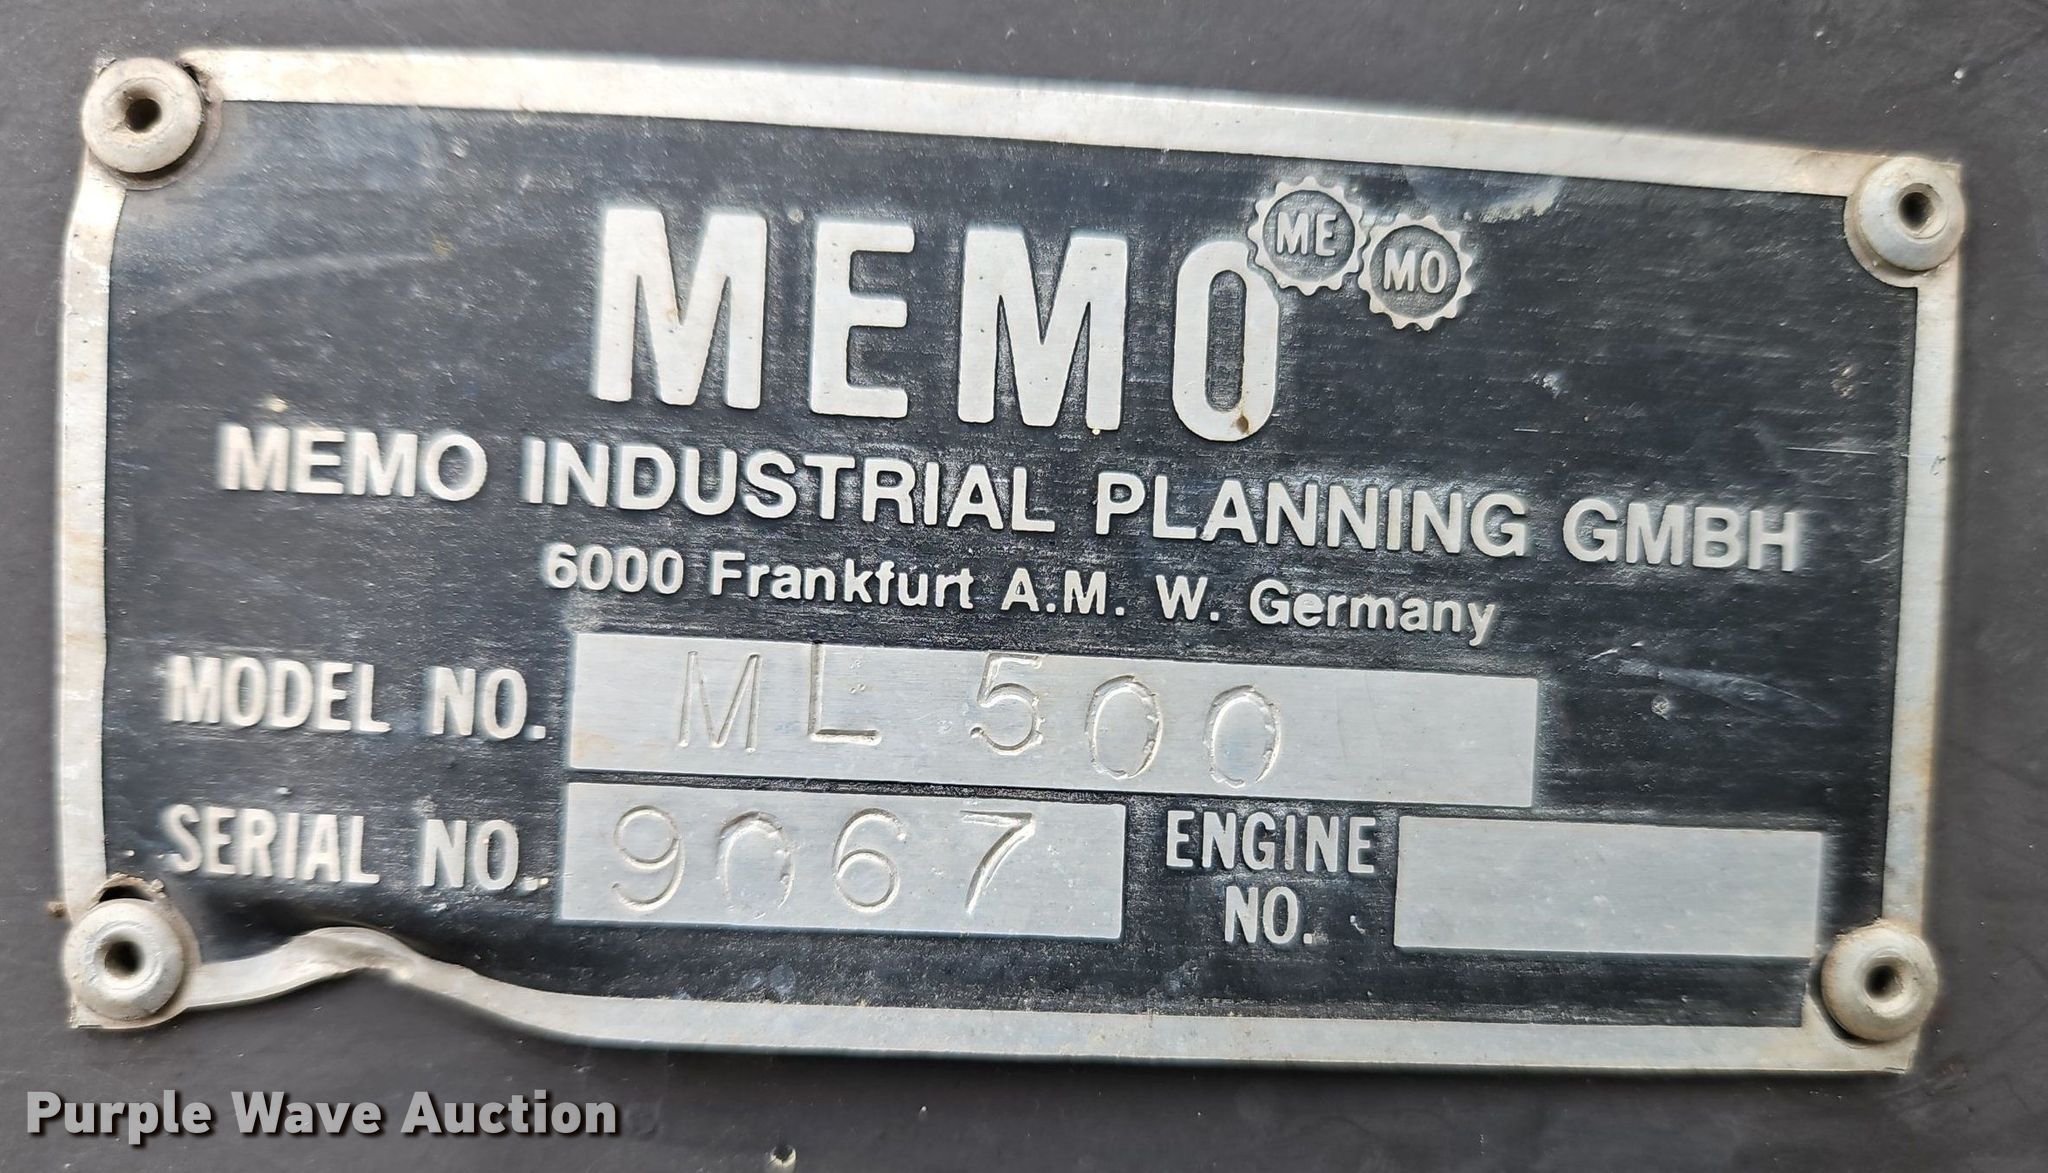 MEMO ME MO
MEMO INDUSTRIAL PLANNING GMBH
6000 Frankfurt A.M. W. Germany
MODEL NO. ML 500
SERIAL NO. 9067 ENGINE NO.
Purple Wave Auction